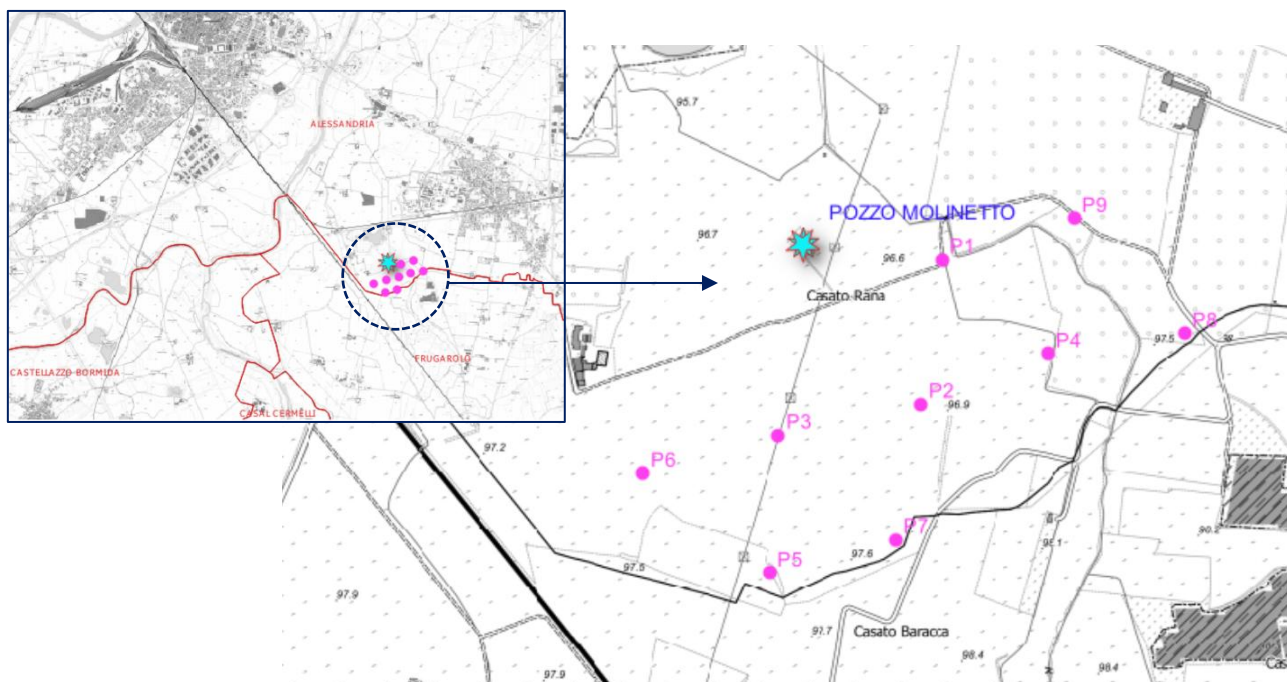 ALESSANDRIA
CASTELLAZZO BORMIDA
FRUGAROLO
CASAL CERMELLI
95.7
POZZO MOLINETTO
P9
96.7
96.6
P1
Casato Rana
P8
97.5
P4
P2
96.9
P3
97.2
P6
P7
97.6
P5
97.5
97.9
97.7
Casato Baracca
98.4
98.4
97.9